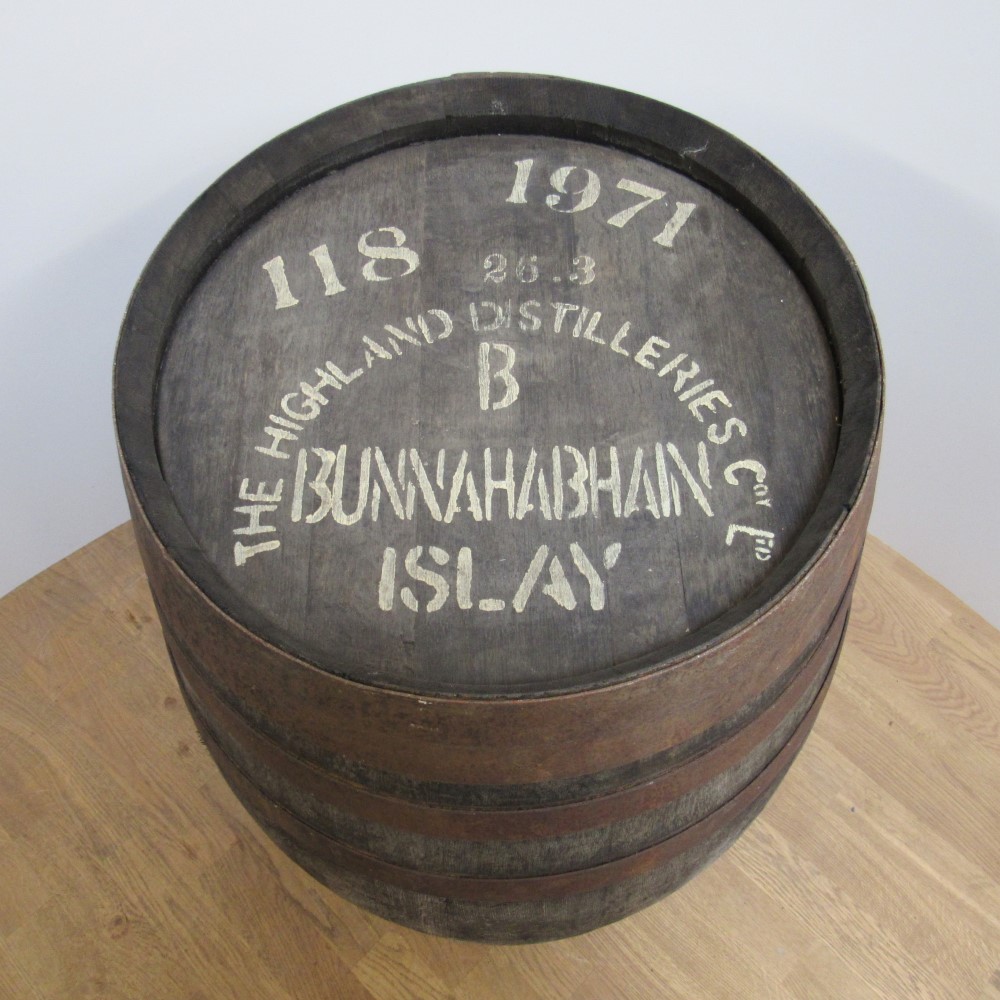 1971
118
26.3
THE HIGHLAND DISTILLERIES COY LTD
B
BUNNAHABHAIN
ISLAY